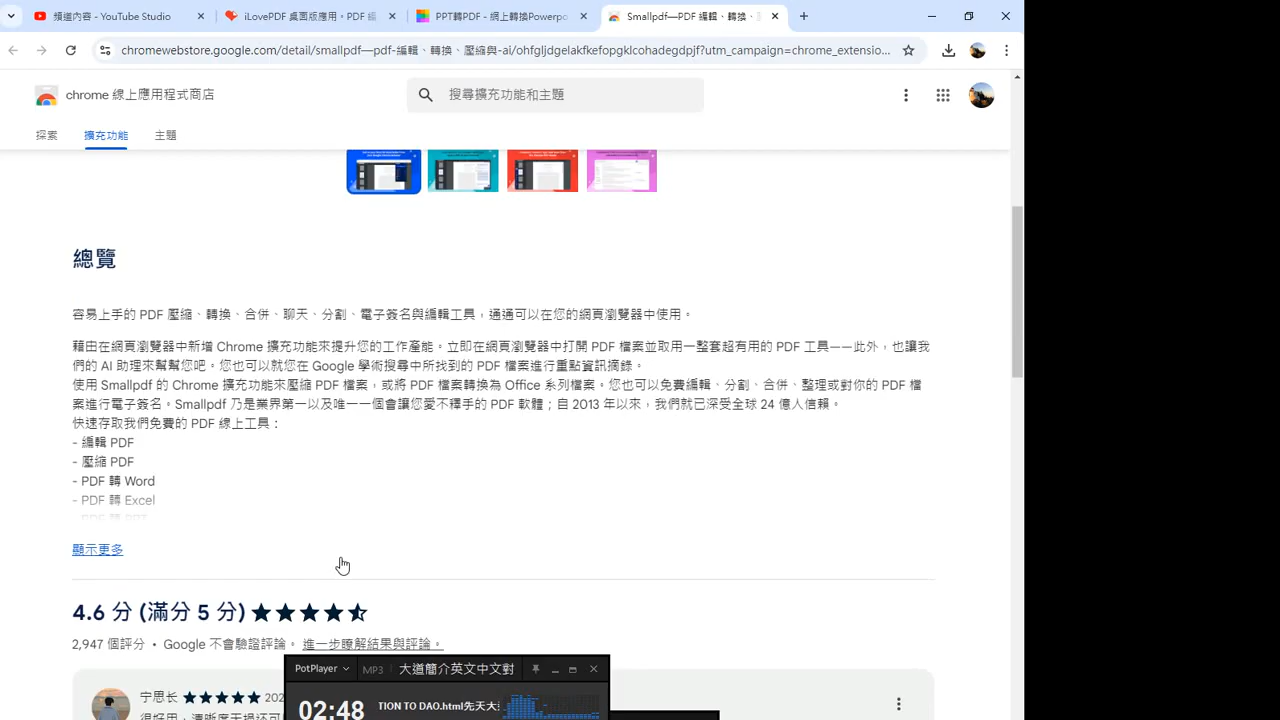 頻道內容 - YouTube Studio
iLovePDF 桌面版應用。PDF 編
PPT轉PDF - 線上轉換Powerpo
Smallpdf—PDF 編輯、轉換、
chromewebstore.google.com/detail/smallpdf—pdf-編輯、轉換、壓縮與-ai/ohfgljdgelakfkefopgklcohadegdpjf?utm_campaign=chrome_extensio...
chrome 線上應用程式商店
搜尋擴充功能和主題
探索 擴充功能 主題
總覽
容易上手的 PDF 壓縮、轉換、合併、聊天、分割、電子簽名與編輯工具，通通可以在您的網頁瀏覽器中使用。
藉由在網頁瀏覽器中新增 Chrome 擴充功能來提升您的工作產能。立即在網頁瀏覽器中打開 PDF 檔案並取用一整套超有用的 PDF 工具——此外，也讓我
們的 AI 助理來幫幫您吧。您也可以就您在 Google 學術搜尋中所找到的 PDF 檔案進行重點資訊摘錄。
使用 Smallpdf 的 Chrome 擴充功能來壓縮 PDF 檔案，或將 PDF 檔案轉換為 Office 系列檔案。您也可以免費編輯、分割、合併、整理或對你的 PDF 檔
案進行電子簽名。Smallpdf 乃是業界第一以及唯一一個會讓您愛不釋手的 PDF 軟體；自 2013 年以來，我們就已深受全球 24 億人信賴。
快速存取我們免費的 PDF 線上工具：
- 編輯 PDF
- 壓縮 PDF
- PDF 轉 Word
- PDF 轉 Excel
- PDF 轉 PPT
顯示更多
4.6 分 (滿分 5 分)
2,947 個評分 • Google 不會驗證評論。 進一步瞭解結果與評論。
PotPlayer MP3 大道簡介英文中文對
宁思长 202
01:48 TION TO DAO.html先天大